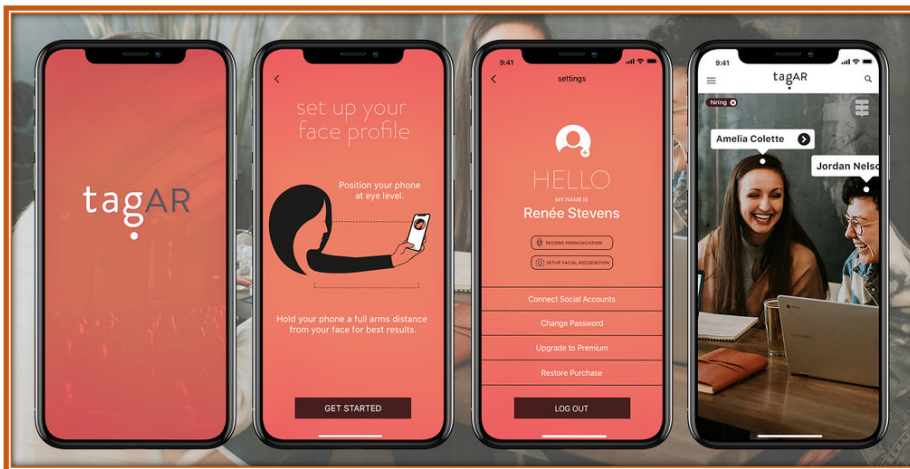 tagAR
set up your
face profile
Position your phone
at eye level.
Hold your phone a full arms distance
from your face for best results.
GET STARTED
9:41
settings
HELLO
MY NAME IS
Renée Stevens
RECORD PRONUNCIATION
SETUP FACIAL RECOGNITION
Connect Social Accounts
Change Password
Upgrade to Premium
Restore Purchase
LOG OUT
9:41
tagAR
hiring
Amelia Colette
Jordan Nelso